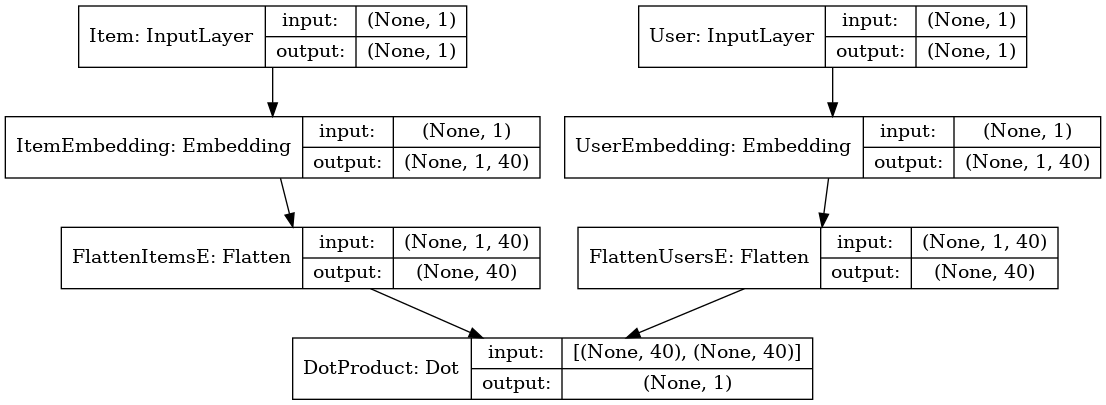 Item: InputLayer input: (None, 1)
output: (None, 1)
User: InputLayer input: (None, 1)
output: (None, 1)
ItemEmbedding: Embedding input: (None, 1)
output: (None, 1, 40)
UserEmbedding: Embedding input: (None, 1)
output: (None, 1, 40)
FlattenItemsE: Flatten input: (None, 1, 40)
output: (None, 40)
FlattenUsersE: Flatten input: (None, 1, 40)
output: (None, 40)
DotProduct: Dot input: [(None, 40), (None, 40)]
output: (None, 1)